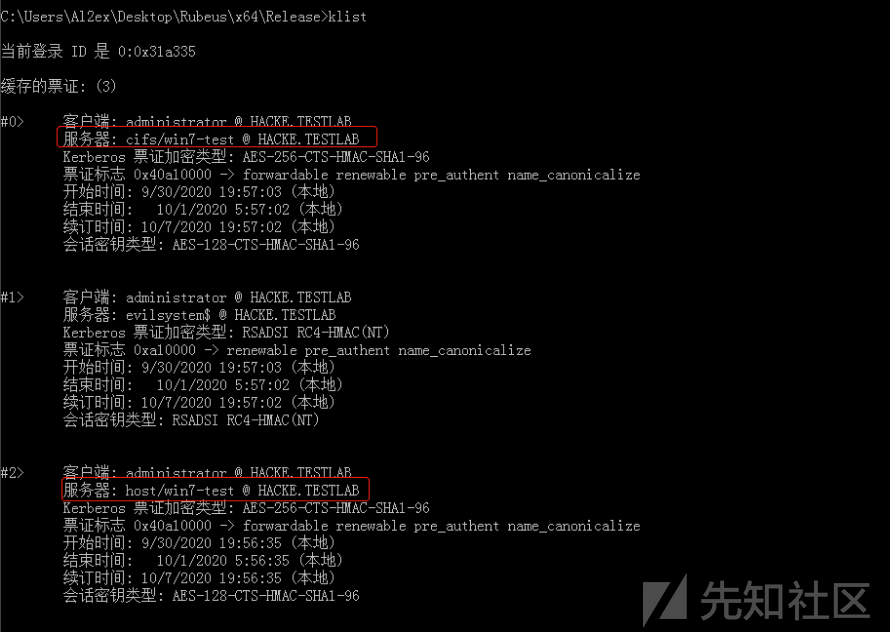 C:\Users\Al2ex\Desktop\Rubeus\x64\Release>klist
当前登录 ID 是 0:0x31a335
缓存的票证: (3)
#0> 客户端: administrator @ HACKE.TESTLAB
服务器: cifs/win7-test @ HACKE.TESTLAB
Kerberos 票证加密类型: AES-256-CTS-HMAC-SHA1-96
票证标志 0x40a10000 -> forwardable renewable pre_authent name_canonicalize
开始时间: 9/30/2020 19:57:03 (本地)
结束时间: 10/1/2020 5:57:02 (本地)
续订时间: 10/7/2020 19:57:02 (本地)
会话密钥类型: AES-128-CTS-HMAC-SHA1-96
#1> 客户端: administrator @ HACKE.TESTLAB
服务器: evilsystem$ @ HACKE.TESTLAB
Kerberos 票证加密类型: RSADSI RC4-HMAC(NT)
票证标志 0xa10000 -> renewable pre_authent name_canonicalize
开始时间: 9/30/2020 19:57:03 (本地)
结束时间: 10/1/2020 5:57:02 (本地)
续订时间: 10/7/2020 19:57:02 (本地)
会话密钥类型: RSADSI RC4-HMAC(NT)
#2> 客户端: administrator @ HACKE.TESTLAB
服务器: host/win7-test @ HACKE.TESTLAB
Kerberos 票证加密类型: AES-256-CTS-HMAC-SHA1-96
票证标志 0x40a10000 -> forwardable renewable pre_authent name_canonicalize
开始时间: 9/30/2020 19:56:35 (本地)
结束时间: 10/1/2020 5:56:35 (本地)
续订时间: 10/7/2020 19:56:35 (本地)
会话密钥类型: AES-128-CTS-HMAC-SHA1-96
先知社区